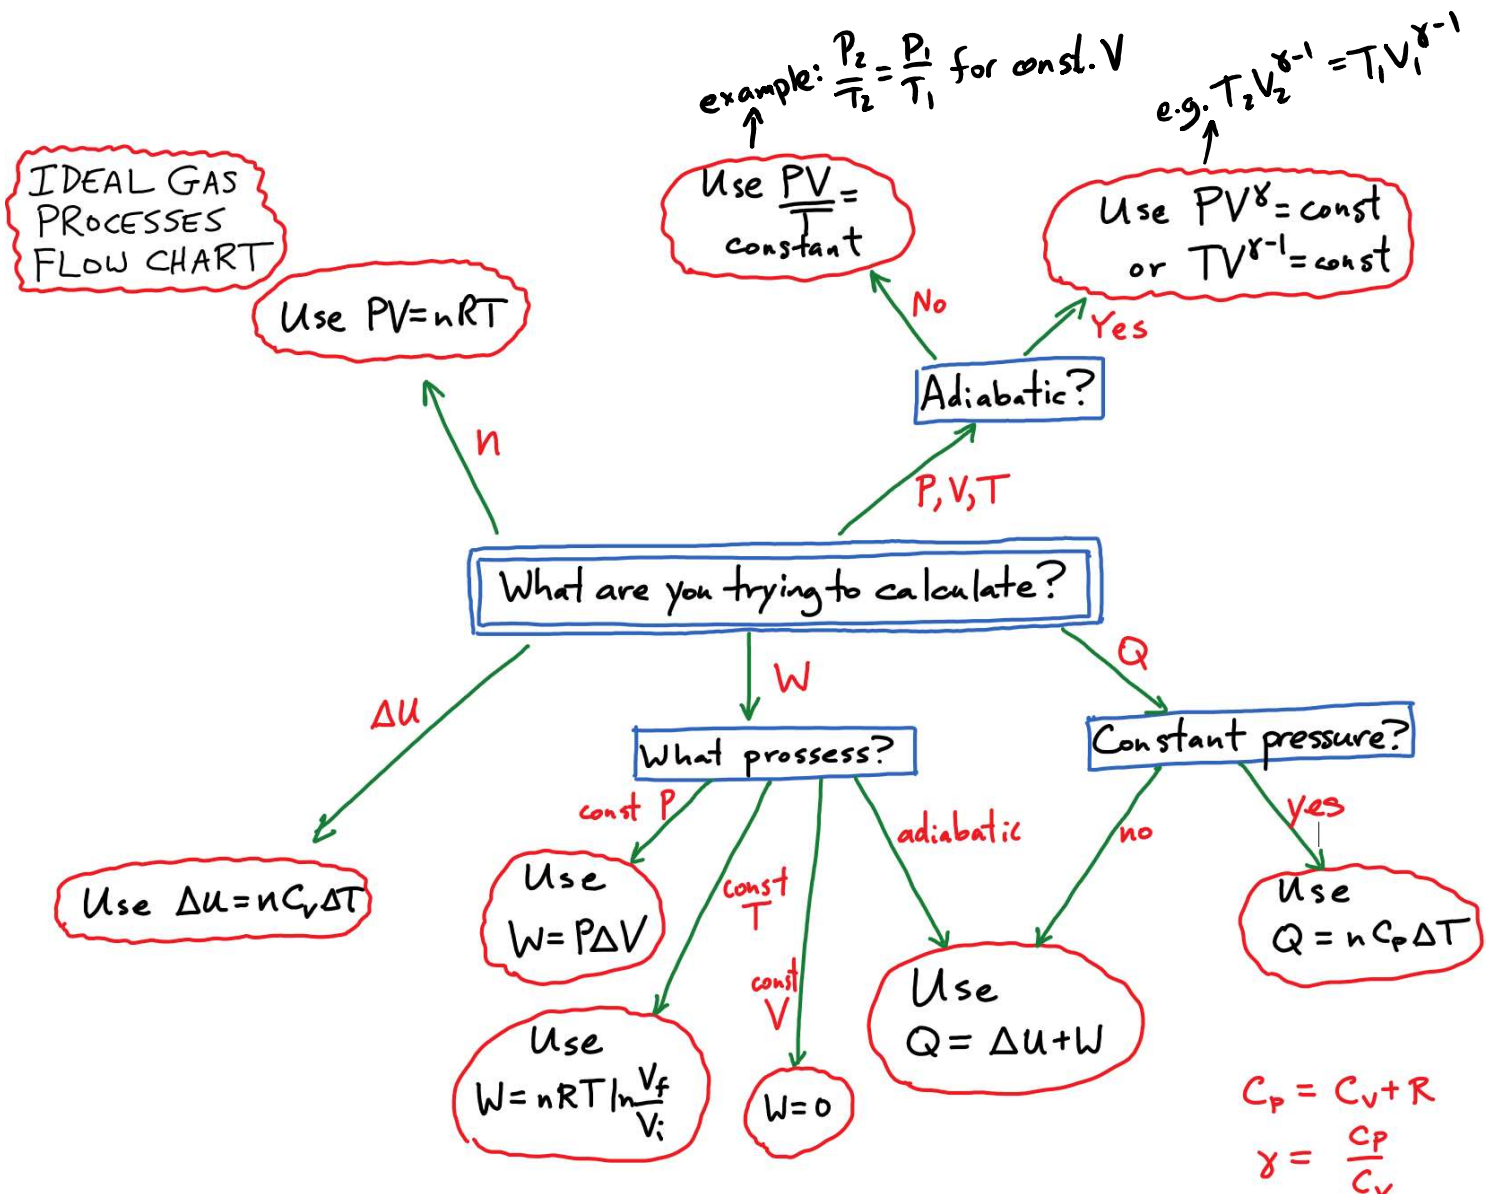 example: P₂/T₂ = P₁/T₁ for const. V
e.g. T₂V₂^γ-1 = T₁V₁^γ-1
IDEAL GAS
PROCESSES
FLOW CHART
Use PV/T =
constant
Use PV^γ = const
or TV^γ-1 = const
Use PV=nRT
No
Yes
Adiabatic?
n
P, V, T
What are you trying to calculate?
ΔU
W
Q
What prossess?
Constant pressure?
const P
const
T
const
V
adiabatic
no
yes
Use ΔU = nCᵥΔT
Use
W= PΔV
Use
W= nRT ln Vf/Vi
W=0
Use
Q = ΔU+W
Use
Q = nCpΔT
Cp = Cv + R
γ = Cp/Cv